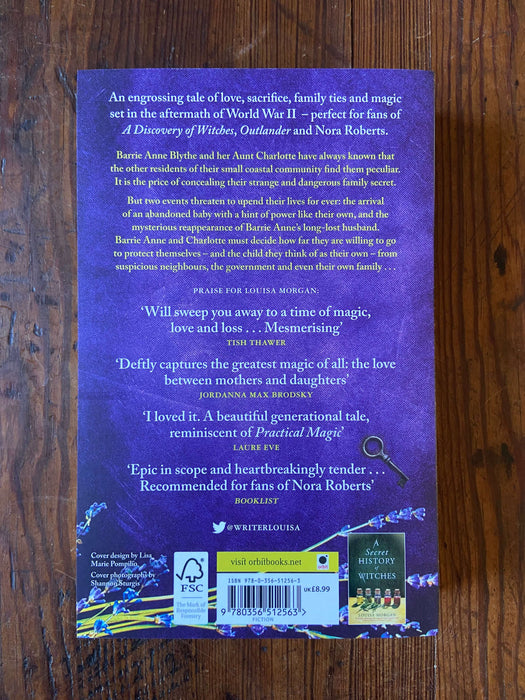 An engrossing tale of love, sacrifice, family ties and magic
set in the aftermath of World War II – perfect for fans of
A Discovery of Witches, Outlander and Nora Roberts.
Barrie Anne Blythe and her Aunt Charlotte have always known that
the other residents of their small coastal community find them peculiar.
It is the price of concealing their strange and dangerous family secret.
But two events threaten to upend their lives for ever: the arrival
of an abandoned baby with a hint of power like their own, and the
mysterious reappearance of Barrie Anne's long-lost husband.
Barrie Anne and Charlotte must decide how far they are willing to go
to protect themselves – and the child they think of as their own – from
suspicious neighbours, the government and even their own family . . .
PRAISE FOR LOUISA MORGAN:
'Will sweep you away to a time of magic,
love and loss . . . Mesmerising'
TISH THAWER
'Deftly captures the greatest magic of all: the love
between mothers and daughters'
JORDANNA MAX BRODSKY
'I loved it. A beautiful generational tale,
reminiscent of Practical Magic'
LAURE EVE
'Epic in scope and heartbreakingly tender . . .
Recommended for fans of Nora Roberts'
BOOKLIST
@WRITERLOUISA
Cover design by Lisa
Marie Pompilio
Cover photographs by
Shannon Sturgis
FSC
The Mark of
Responsible
Forestry
visit orbitbooks.net
orbit
ISBN 978-0-356-51256-3
UK £8.99
9 780356 512563 >
FICTION
A
Secret
HISTORY
of
WITCHES
LOUISA MORGAN